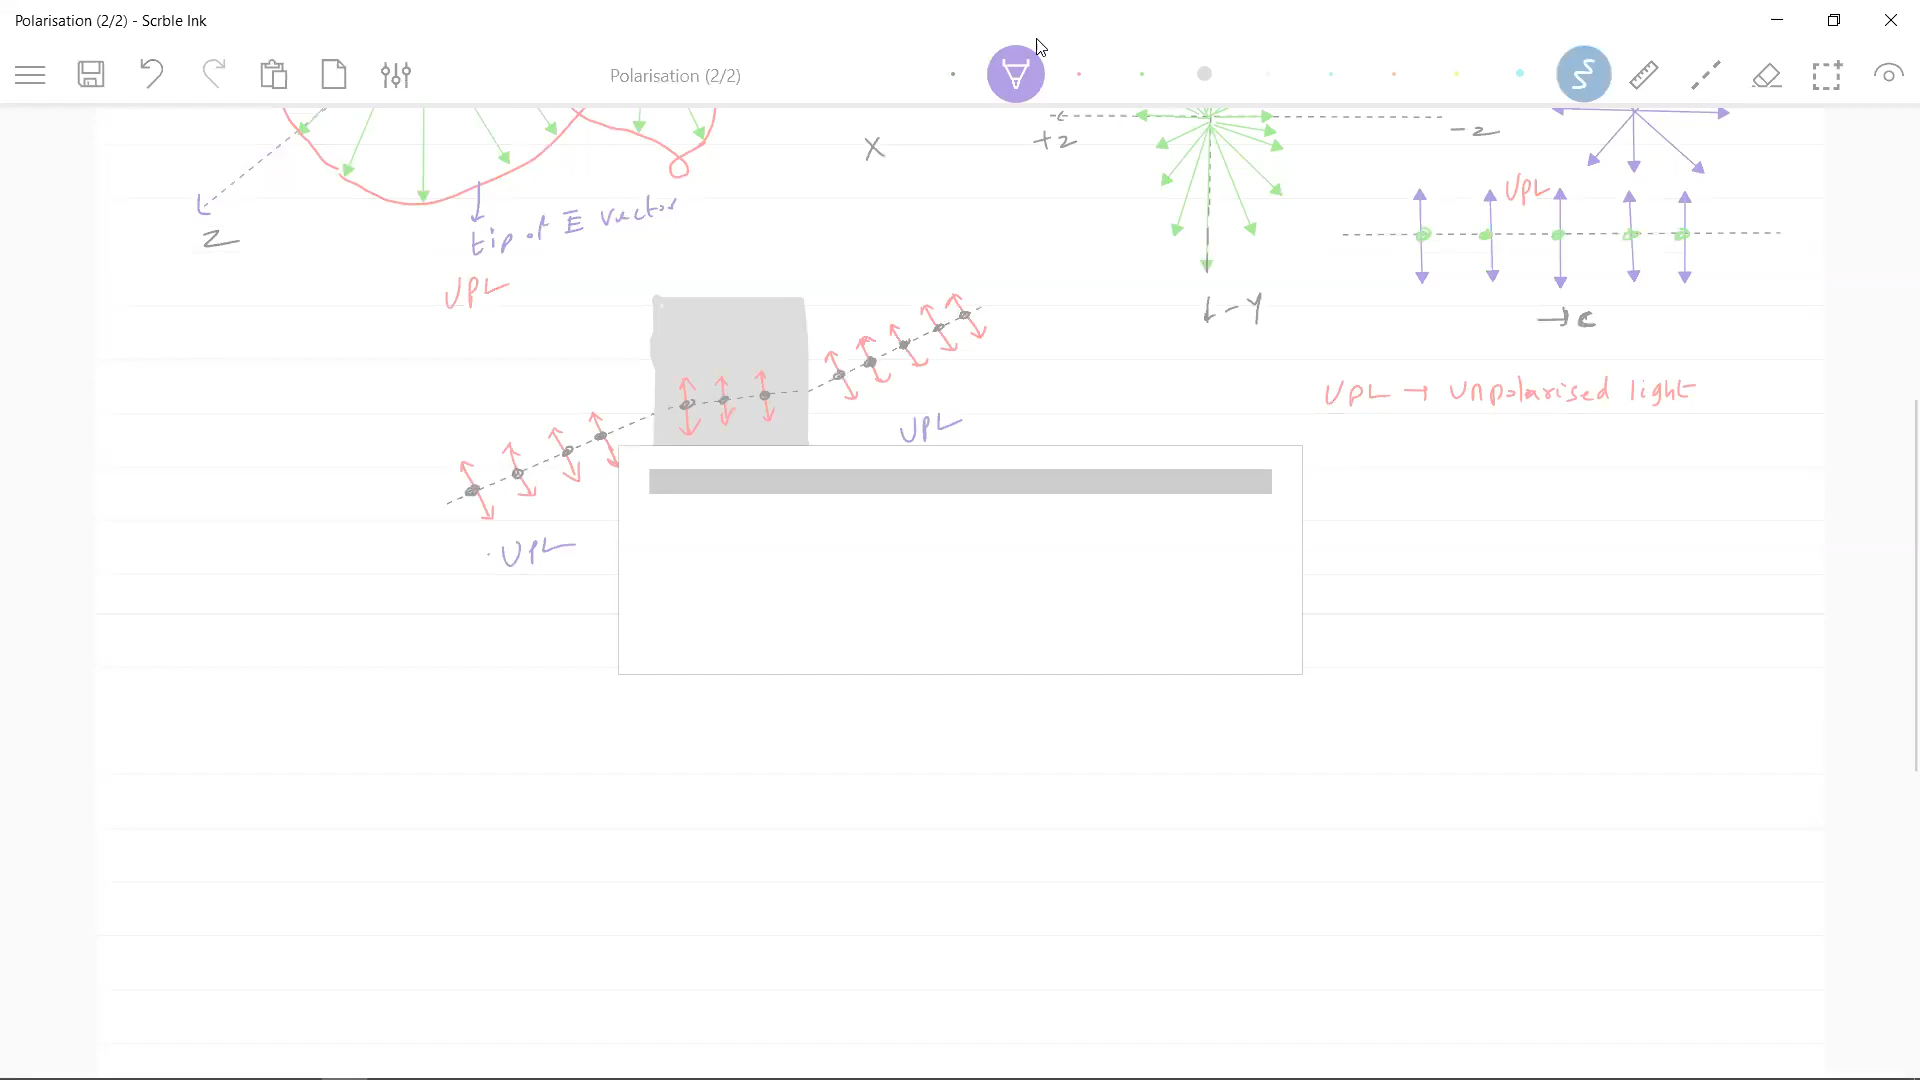 Polarisation (2/2) - Scrble Ink
Polarisation (2/2)
X
+z
-z
UPL
Z
tip of E vector
UPL
-Y
→ c
UPL → Unpolarised light
UPL
UPL